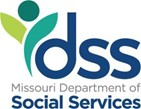 dss
Missouri Department of
Social Services